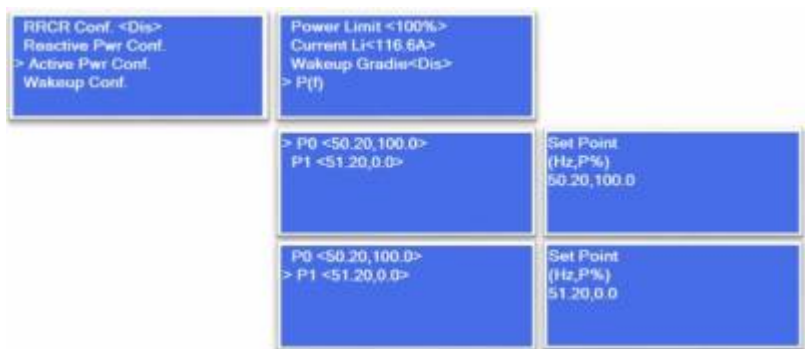 RRCR Conf. <Dis>
Reactive Pwr Conf.
> Active Pwr Conf.
Wakeup Conf.
Power Limit <100%>
Current Li<116.6A>
Wakeup Gradie<Dis>
> P(f)
> P0 <50.20,100.0>
P1 <51.20,0.0>
Set Point
(Hz,P%)
50.20,100.0
P0 <50.20,100.0>
> P1 <51.20,0.0>
Set Point
(Hz,P%)
51.20,0.0